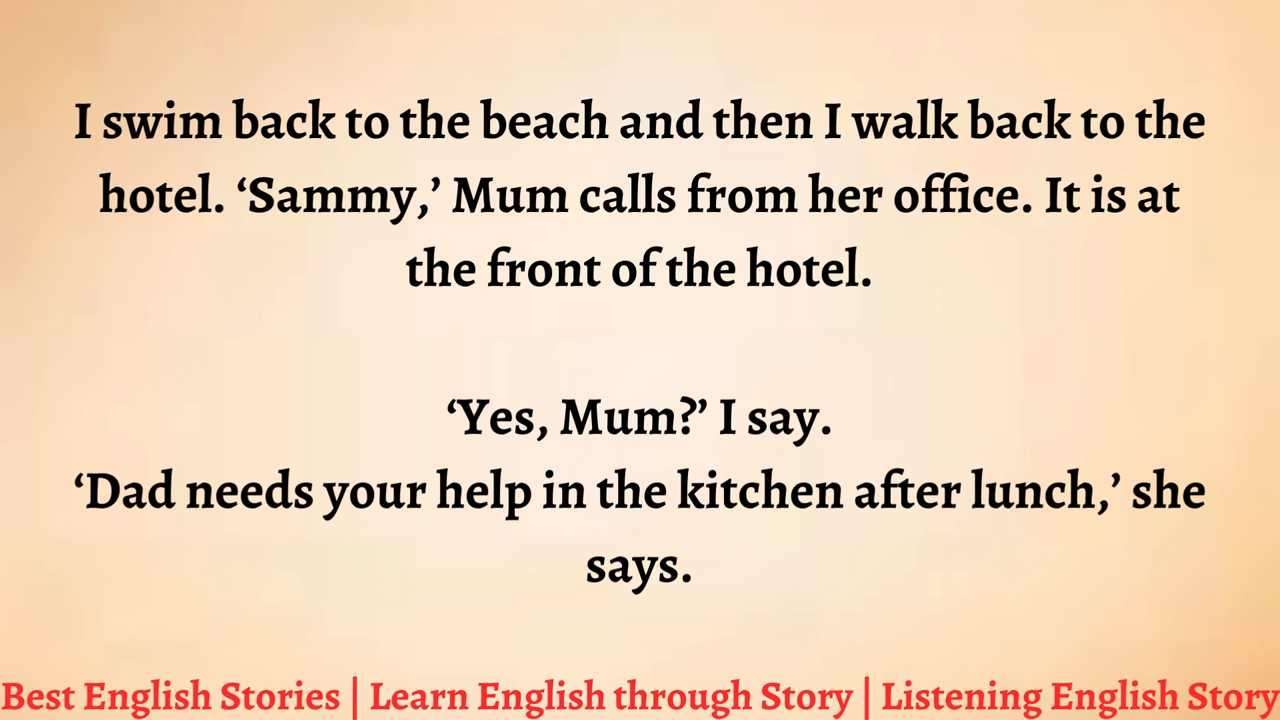 I swim back to the beach and then I walk back to the
hotel. ‘Sammy,’ Mum calls from her office. It is at
the front of the hotel.
‘Yes, Mum?’ I say.
‘Dad needs your help in the kitchen after lunch,’ she
says.
Best English Stories | Learn English through Story | Listening English Story